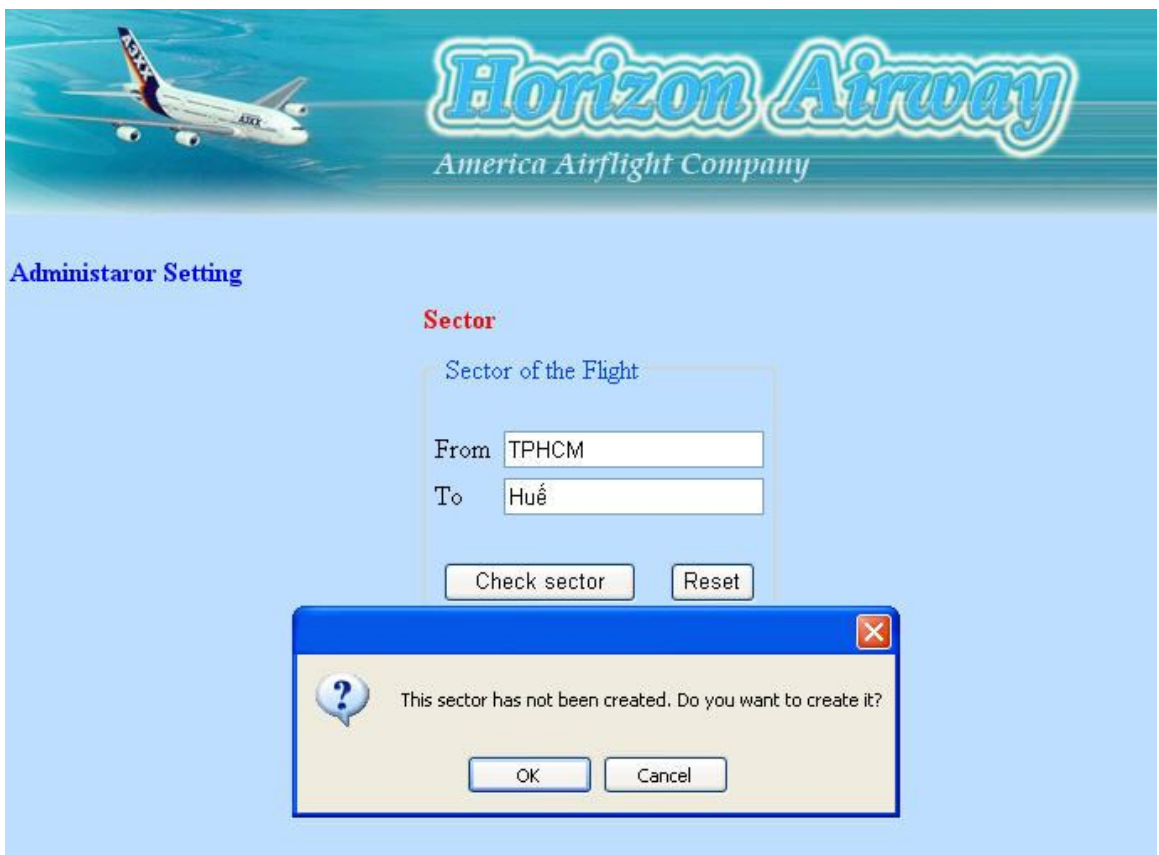 A3XX
A3XX
Horizon Airway
America Airflight Company
Administaror Setting
Sector
Sector of the Flight
From TPHCM
To Huế
Check sector Reset
This sector has not been created. Do you want to create it?
OK Cancel